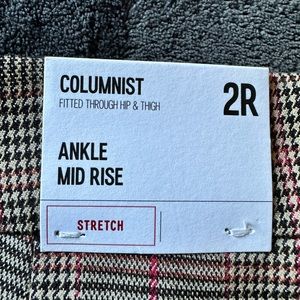 COLUMNIST
FITTED THROUGH HIP & THIGH
2R
ANKLE
MID RISE
STRETCH